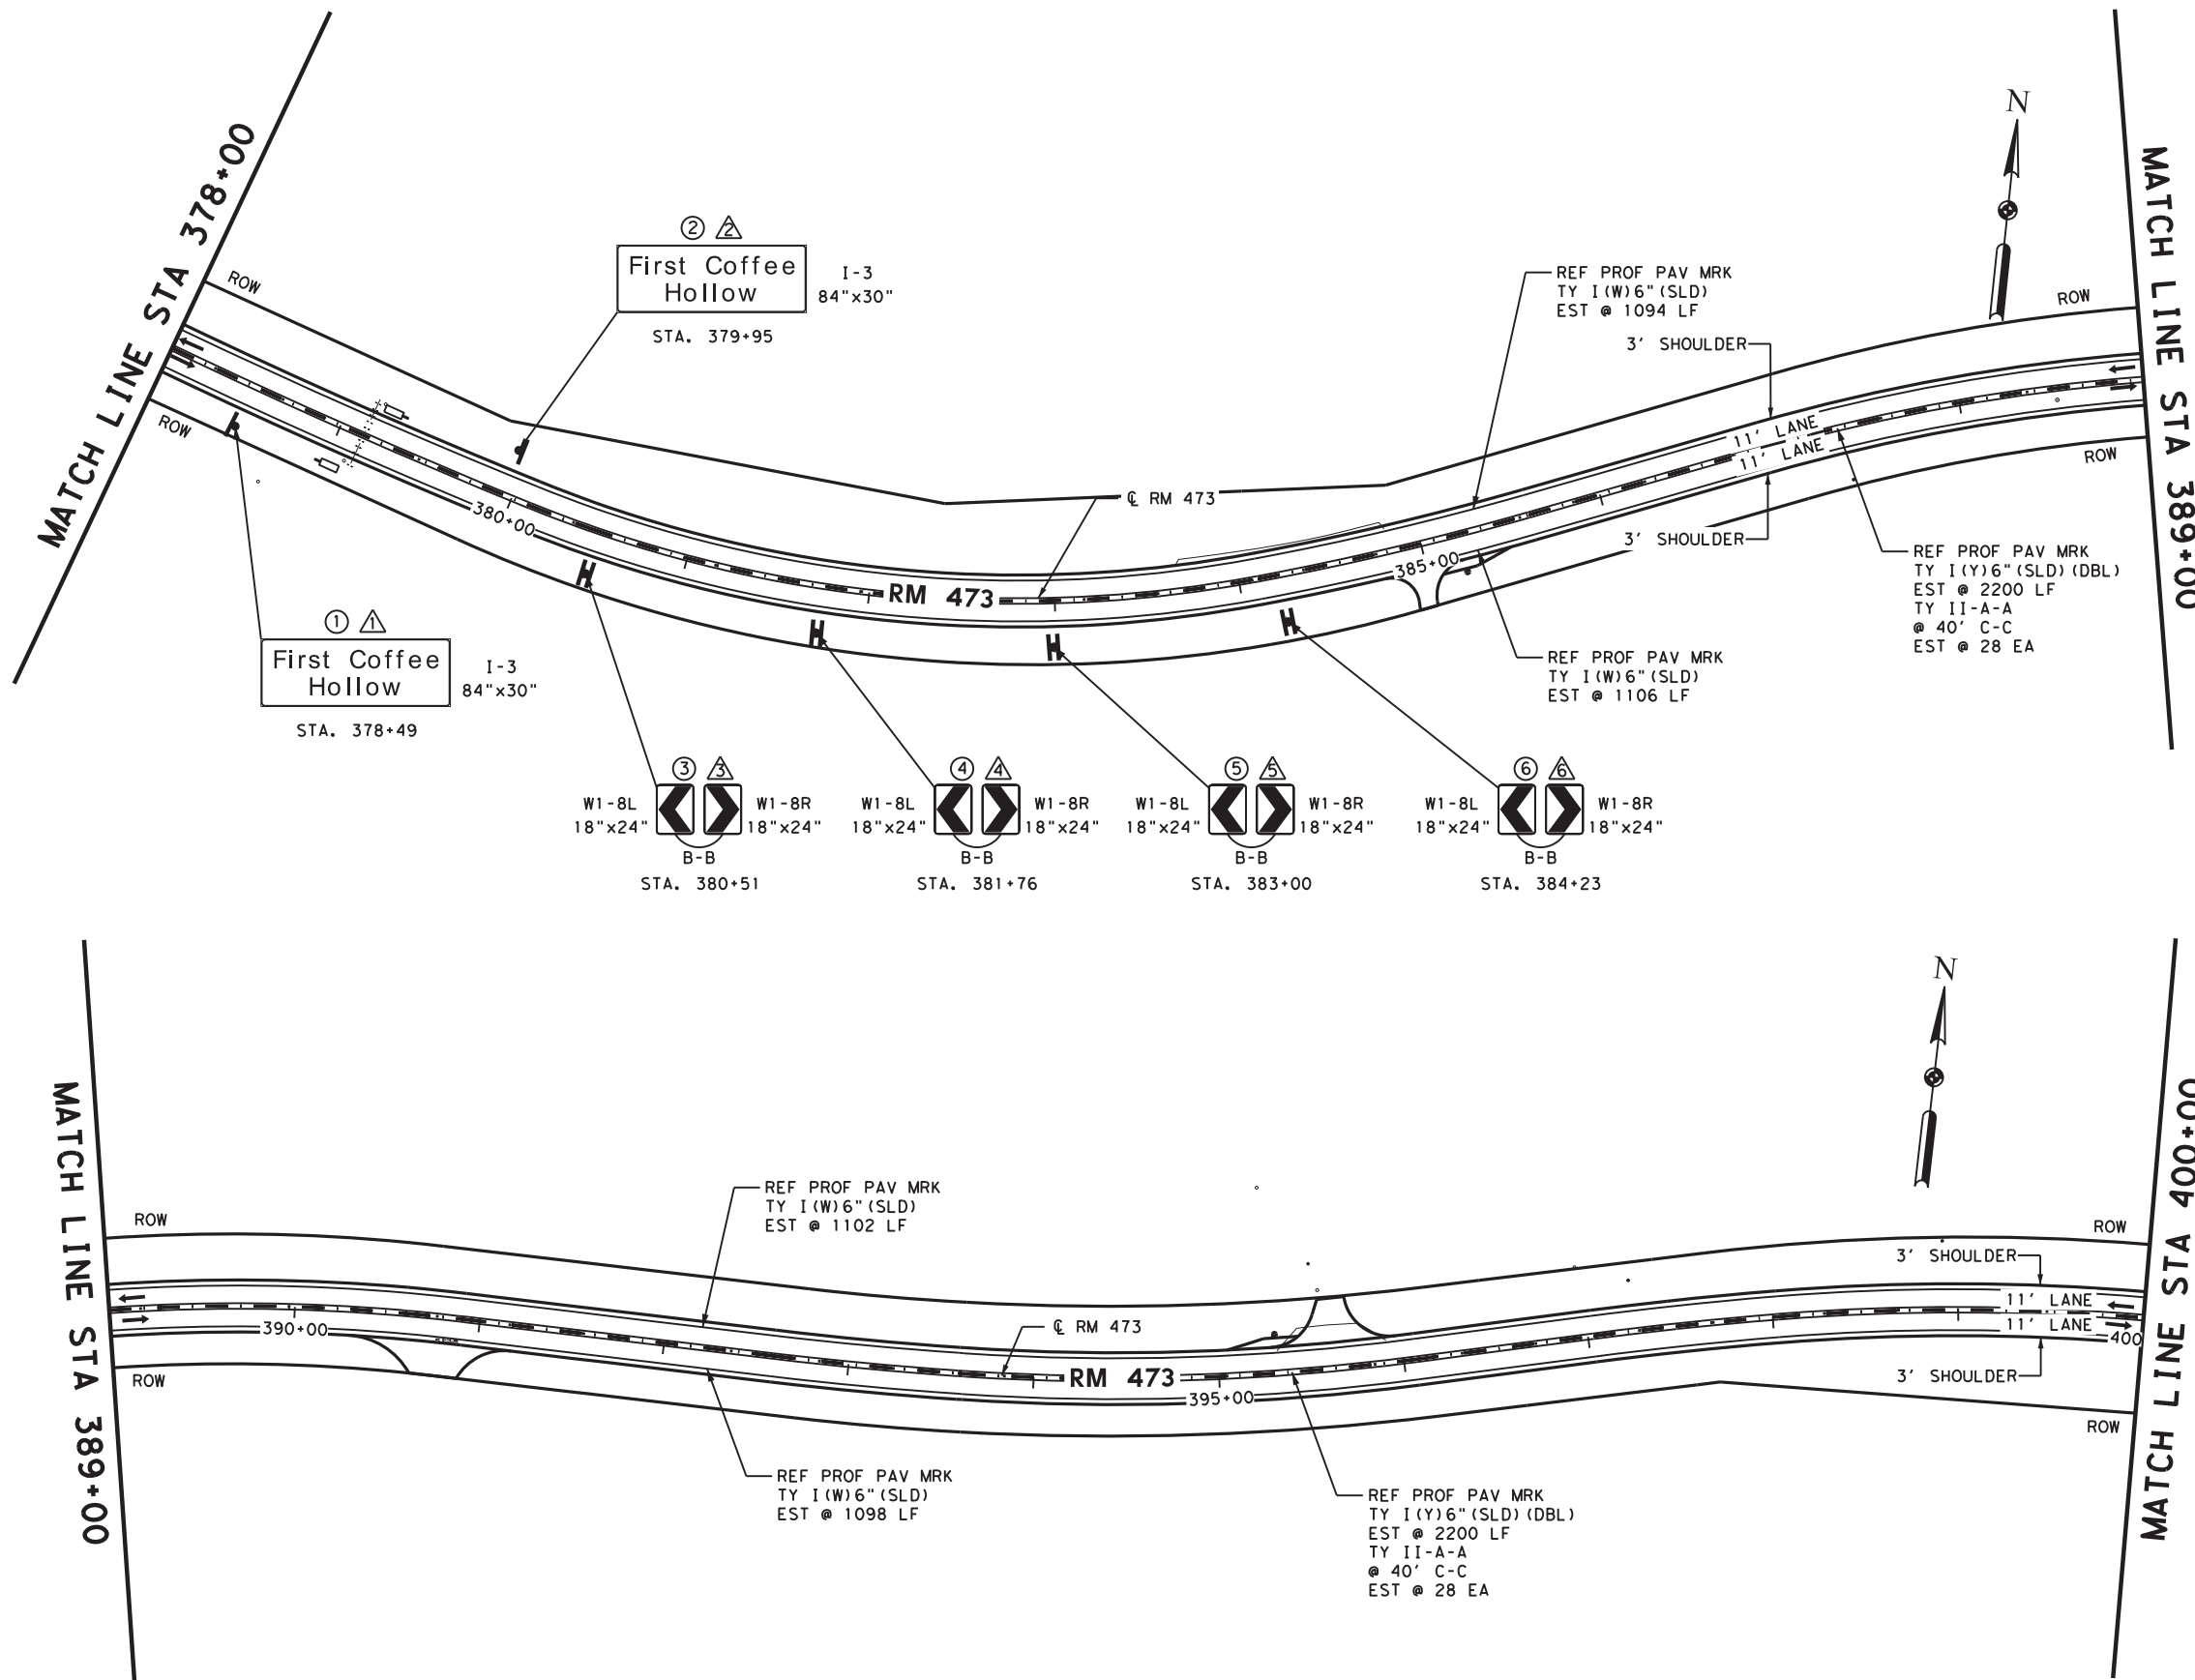 MATCH LINE STA 378+00
ROW
ROW
② 2
First Coffee
Hollow
I-3
84"x30"
STA. 379+95
① 1
First Coffee
Hollow
I-3
84"x30"
STA. 378+49
380+00
℄ RM 473
RM 473
385+00
REF PROF PAV MRK
TY I(W)6"(SLD)
EST @ 1094 LF
3' SHOULDER
11' LANE
11' LANE
3' SHOULDER
REF PROF PAV MRK
TY I(W)6"(SLD)
EST @ 1106 LF
REF PROF PAV MRK
TY I(Y)6"(SLD)(DBL)
EST @ 2200 LF
TY II-A-A
@ 40' C-C
EST @ 28 EA
N
ROW
ROW
MATCH LINE STA 389+00
③ 3
W1-8L
18"x24"
W1-8R
18"x24"
B-B
STA. 380+51
④ 4
W1-8L
18"x24"
W1-8R
18"x24"
B-B
STA. 381+76
⑤ 5
W1-8L
18"x24"
W1-8R
18"x24"
B-B
STA. 383+00
⑥ 6
W1-8L
18"x24"
W1-8R
18"x24"
B-B
STA. 384+23
MATCH LINE STA 389+00
ROW
ROW
390+00
REF PROF PAV MRK
TY I(W)6"(SLD)
EST @ 1102 LF
℄ RM 473
RM 473
395+00
REF PROF PAV MRK
TY I(W)6"(SLD)
EST @ 1098 LF
REF PROF PAV MRK
TY I(Y)6"(SLD)(DBL)
EST @ 2200 LF
TY II-A-A
@ 40' C-C
EST @ 28 EA
N
ROW
3' SHOULDER
11' LANE
11' LANE
400
3' SHOULDER
ROW
MATCH LINE STA 400+00